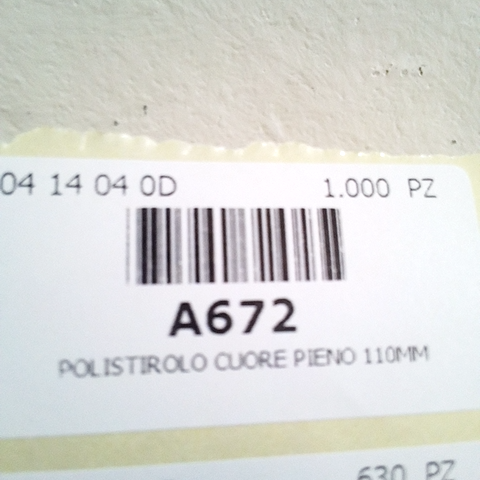 04 14 04 0D 1.000 PZ
A672
POLISTIROLO CUORE PIENO 110MM
630 PZ